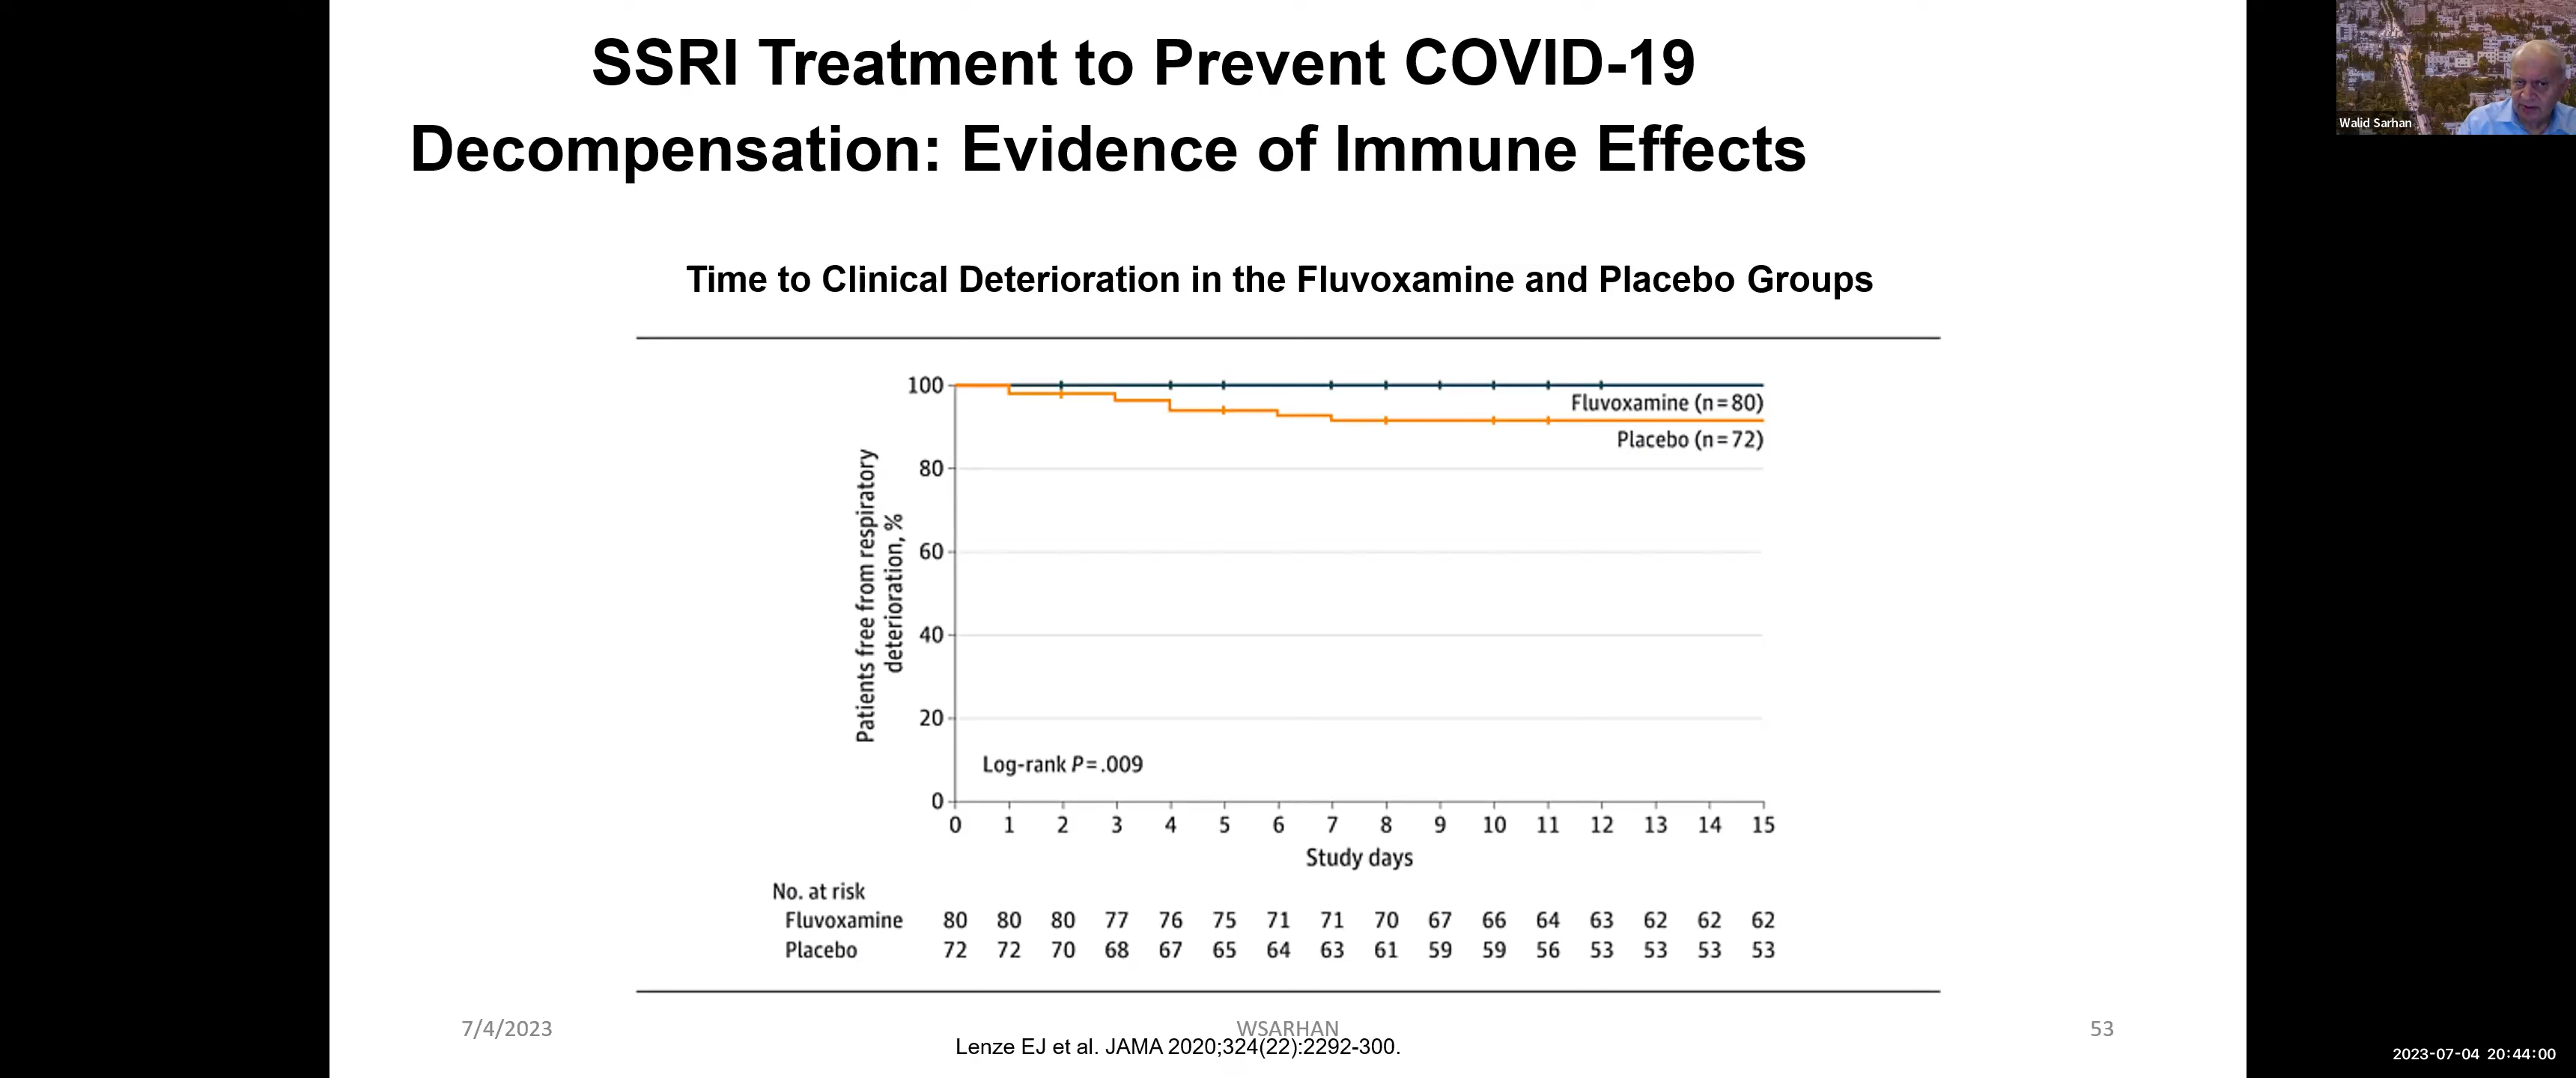 SSRI Treatment to Prevent COVID-19
Decompensation: Evidence of Immune Effects
Walid Sarhan
Time to Clinical Deterioration in the Fluvoxamine and Placebo Groups
100
80
60
40
20
0
Patients free from respiratory
deterioration, %
Fluvoxamine (n=80)
Placebo (n=72)
Log-rank P=.009
0 1 2 3 4 5 6 7 8 9 10 11 12 13 14 15
Study days
No. at risk
Fluvoxamine 80 80 80 77 76 75 71 71 70 67 66 64 63 62 62 62
Placebo 72 72 70 68 67 65 64 63 61 59 59 56 53 53 53 53
7/4/2023
WSARHAN
53
Lenze EJ et al. JAMA 2020;324(22):2292-300.
2023-07-04 20:44:00